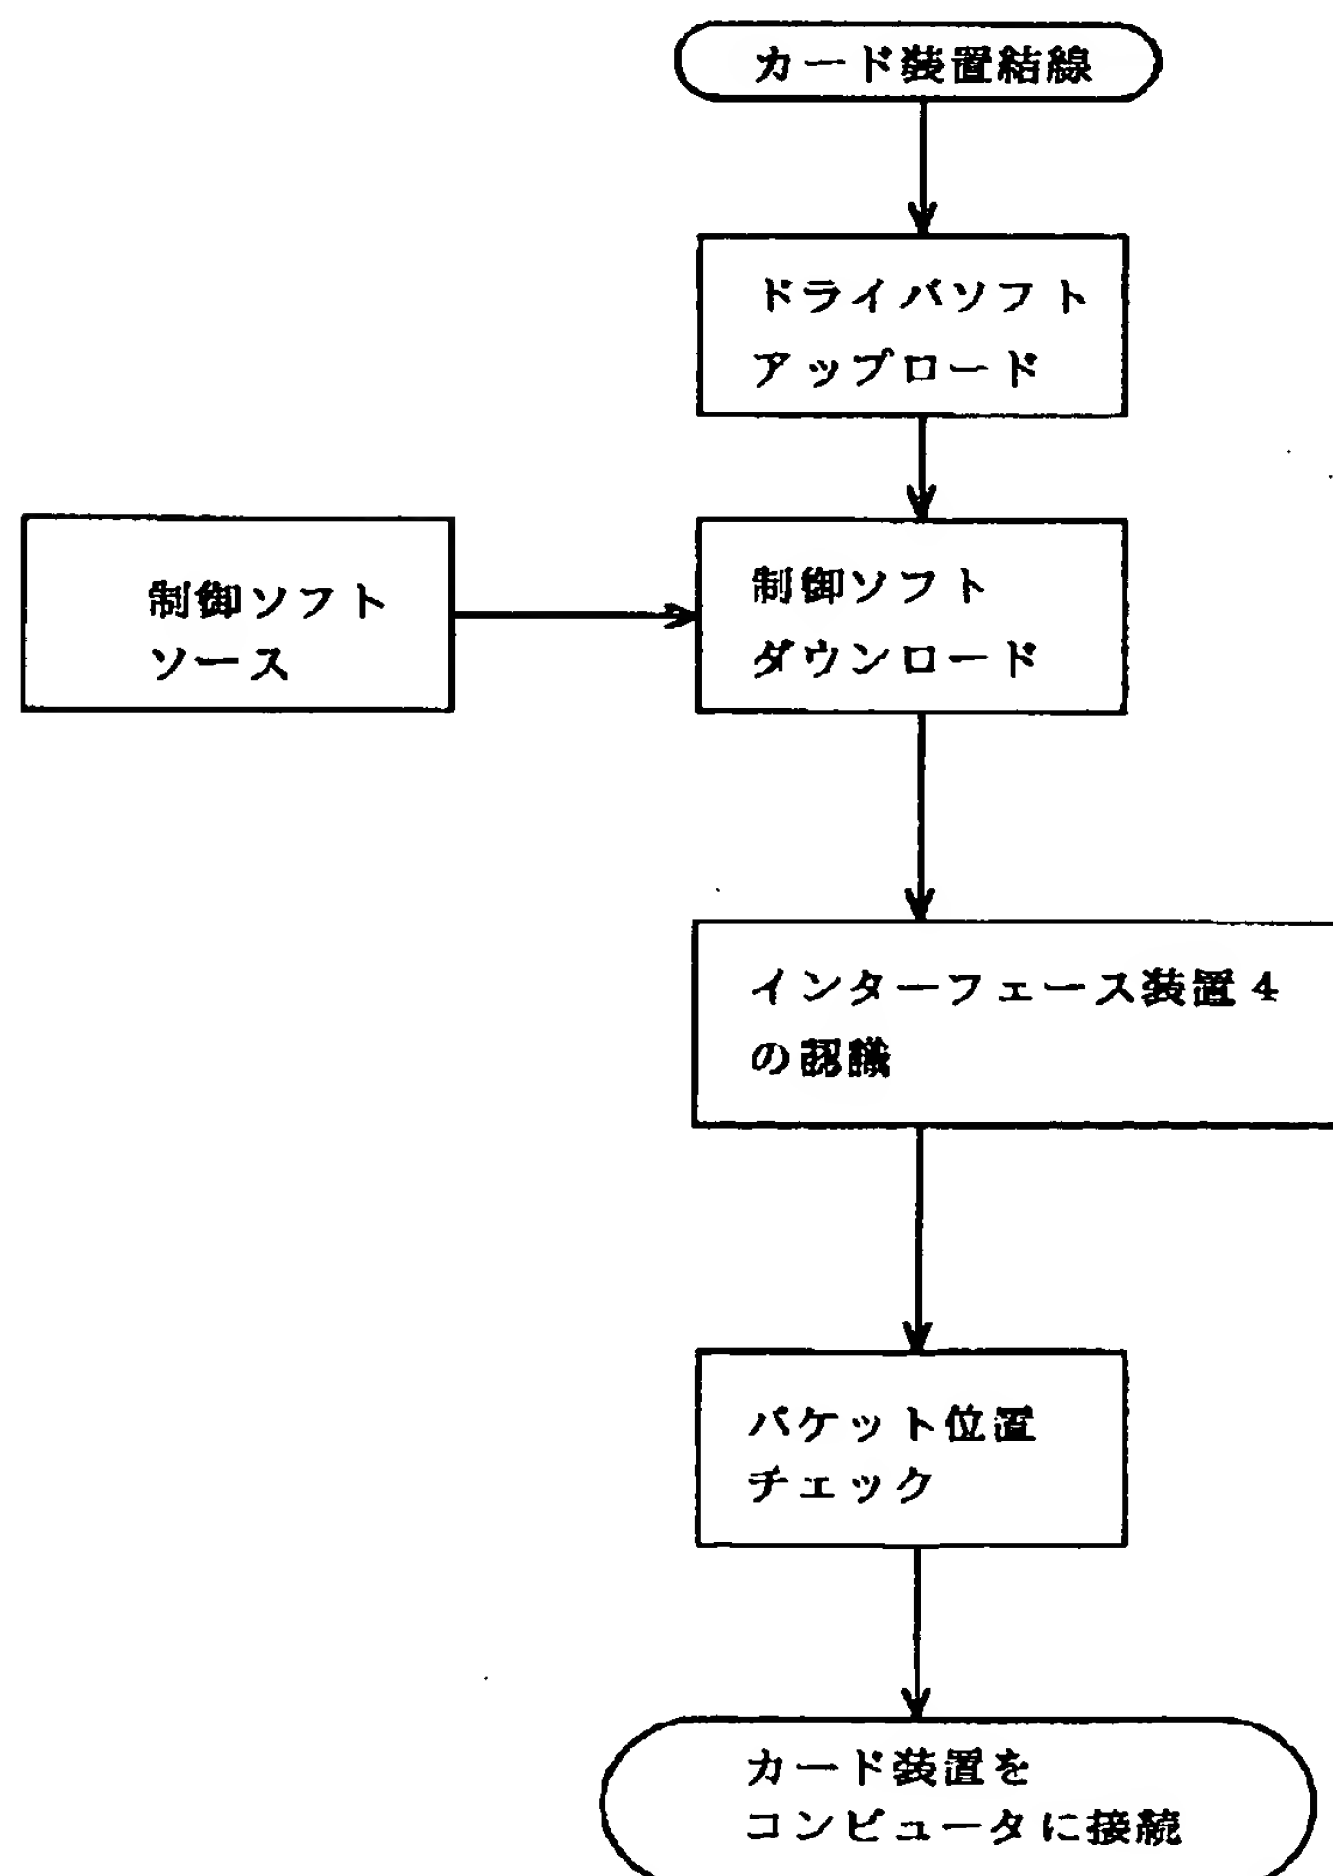 カード装置結線
ドライバソフト
アップロード
制御ソフト
ソース
制御ソフト
ダウンロード
インターフェース装置4
の認識
パケット位置
チェック
カード装置を
コンピュータに接続